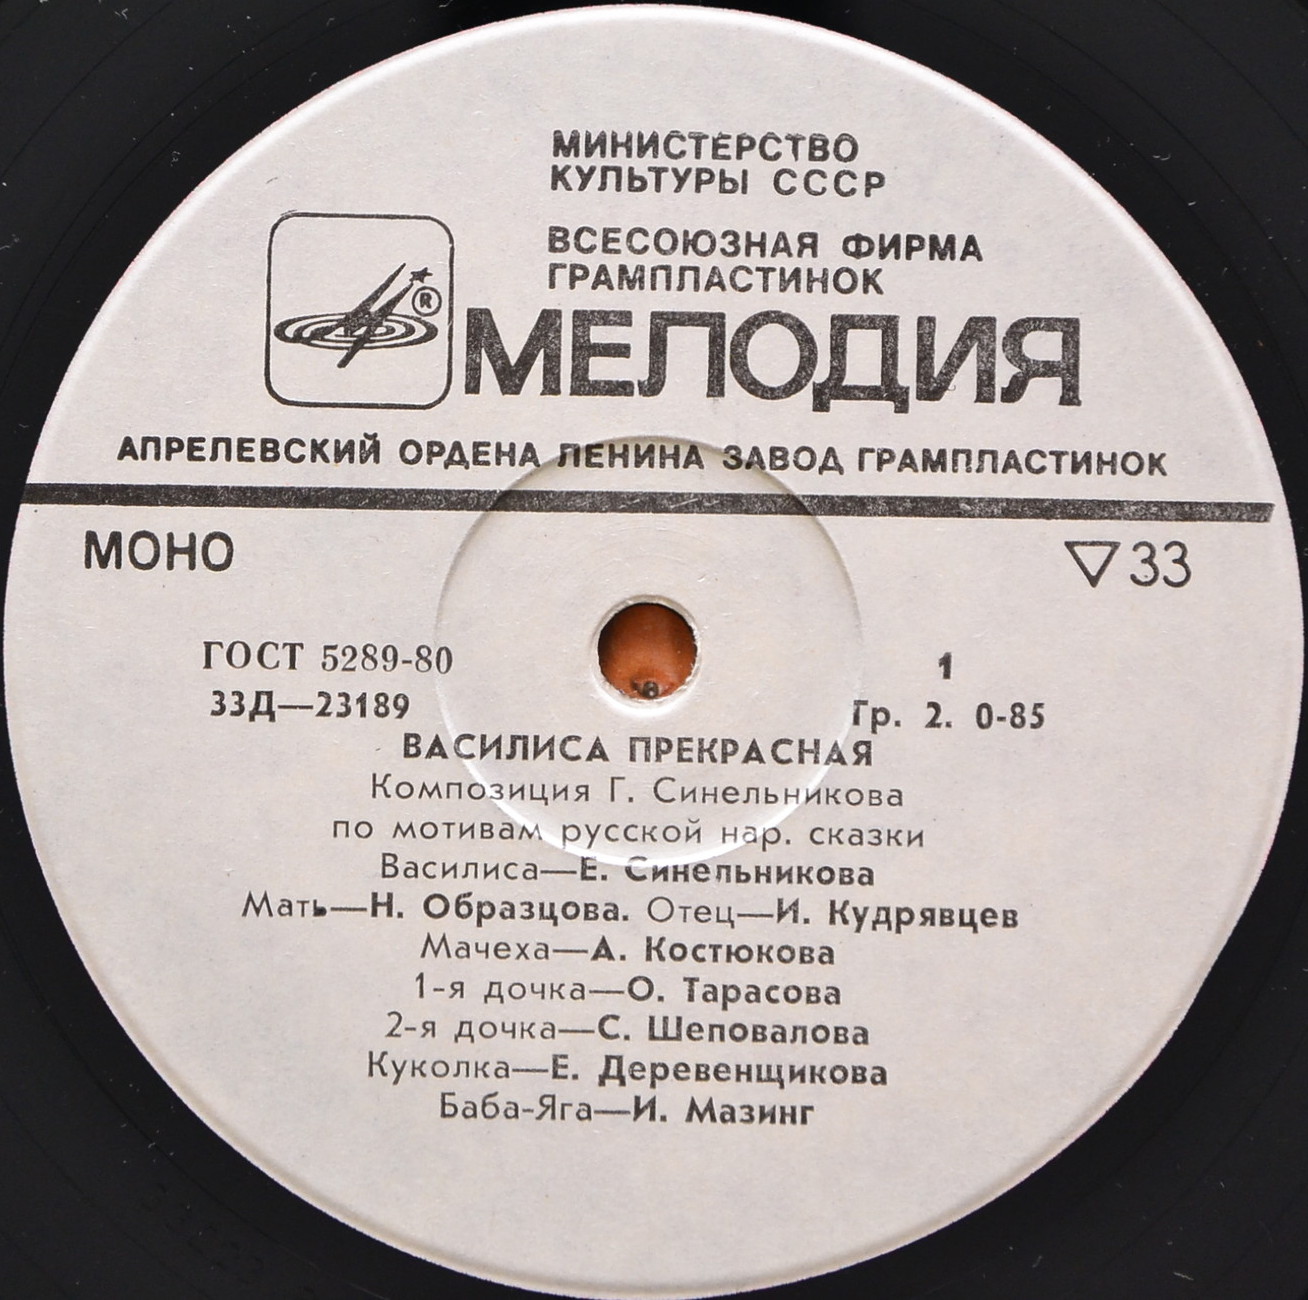 МИНИСТЕРСТВО
КУЛЬТУРЫ СССР
ВСЕСОЮЗНАЯ ФИРМА
ГРАМПЛАСТИНОК
®
МЕЛОДИЯ
АПРЕЛЕВСКИЙ ОРДЕНА ЛЕНИНА ЗАВОД ГРАМПЛАСТИНОК
МОНО
▽33
ГОСТ 5289-80
1
33Д—23189
Гр. 2. 0-85
ВАСИЛИСА ПРЕКРАСНАЯ
Композиция Г. Синельникова
по мотивам русской нар. сказки
Василиса—Е. Синельникова
Мать—Н. Образцова. Отец—И. Кудрявцев
Мачеха—А. Костюкова
1-я дочка—О. Тарасова
2-я дочка—С. Шеповалова
Куколка—Е. Деревенщикова
Баба-Яга—И. Мазинг